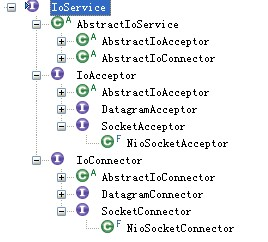 IoService
AbstractIoService
AbstractIoAcceptor
AbstractIoConnector
IoAcceptor
AbstractIoAcceptor
DatagramAcceptor
SocketAcceptor
NioSocketAcceptor
IoConnector
AbstractIoConnector
DatagramConnector
SocketConnector
NioSocketConnector